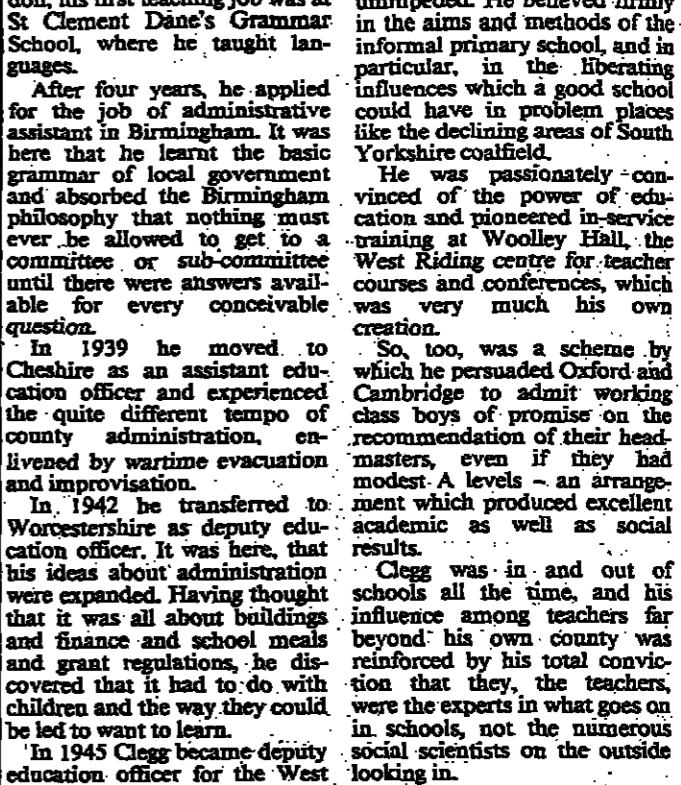 don, his first teaching job was at
St Clement Dane's Grammar
School, where he taught lan-
guages.
After four years, he applied
for the job of administrative
assistant in Birmingham. It was
here that he learnt the basic
grammar of local government
and absorbed the Birmingham
philosophy that nothing must
ever be allowed to get to a
committee or sub-committee
until there were answers avail-
able for every conceivable
question.
In 1939 he moved to
Cheshire as an assistant edu-
cation officer and experienced
the quite different tempo of
county administration, en-
livened by wartime evacuation
and improvisation.
In 1942 he transferred to
Worcestershire as deputy edu-
cation officer. It was here, that
his ideas about administration
were expanded. Having thought
that it was all about buildings
and finance and school meals
and grant regulations, he dis-
covered that it had to do with
children and the way they could
be led to want to learn.
In 1945 Clegg became deputy
education officer for the West
unimpeded. He believed firmly
in the aims and methods of the
informal primary school, and in
particular, in the liberating
influences which a good school
could have in problem places
like the declining areas of South
Yorkshire coalfield.
He was passionately con-
vinced of the power of edu-
cation and pioneered in-service
training at Woolley Hall, the
West Riding centre for teacher
courses and conferences, which
was very much his own
creation.
So, too, was a scheme by
which he persuaded Oxford and
Cambridge to admit working
class boys of promise on the
recommendation of their head-
masters, even if they had
modest A levels – an arrange-
ment which produced excellent
academic as well as social
results.
Clegg was in and out of
schools all the time, and his
influence among teachers far
beyond his own county was
reinforced by his total convic-
tion that they, the teachers,
were the experts in what goes on
in schools, not the numerous
social scientists on the outside
looking in.